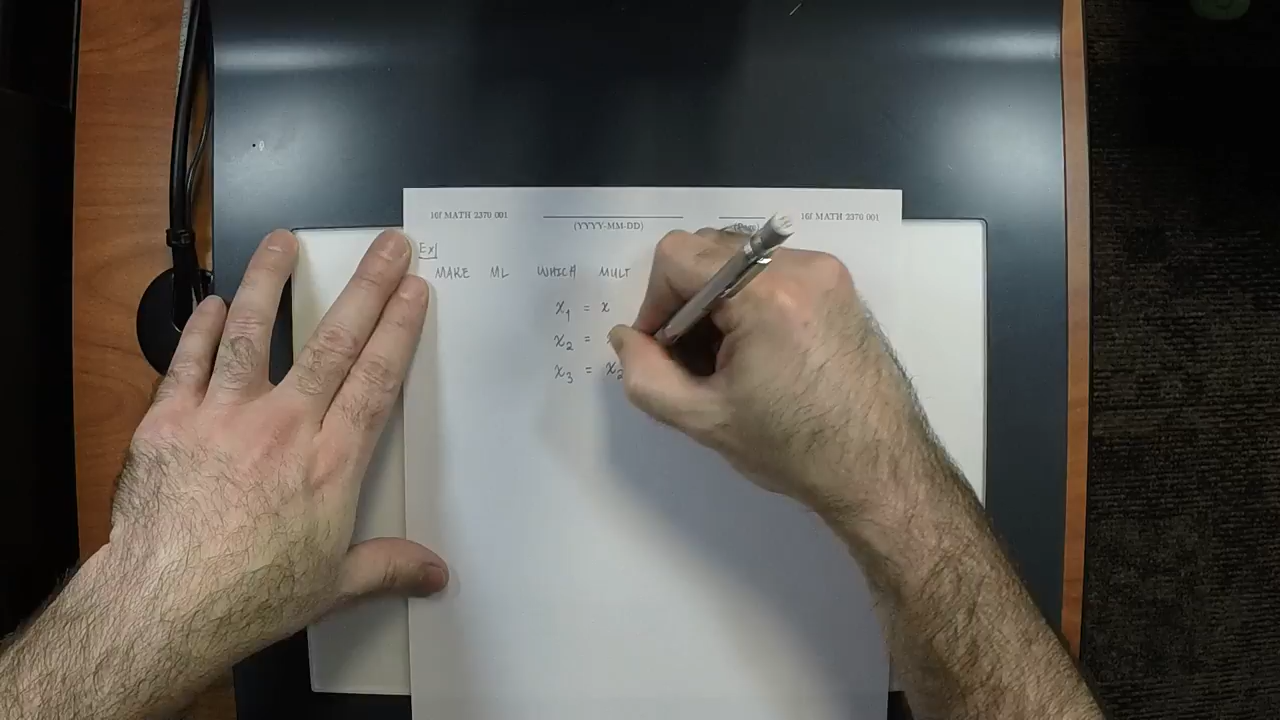 16f MATH 2370 001 16f MATH 2370 001
(YYYY-MM-DD)
Ex
MAKE ML WHICH MULT
x₁ = x
x₂ =
x₃ = x₂